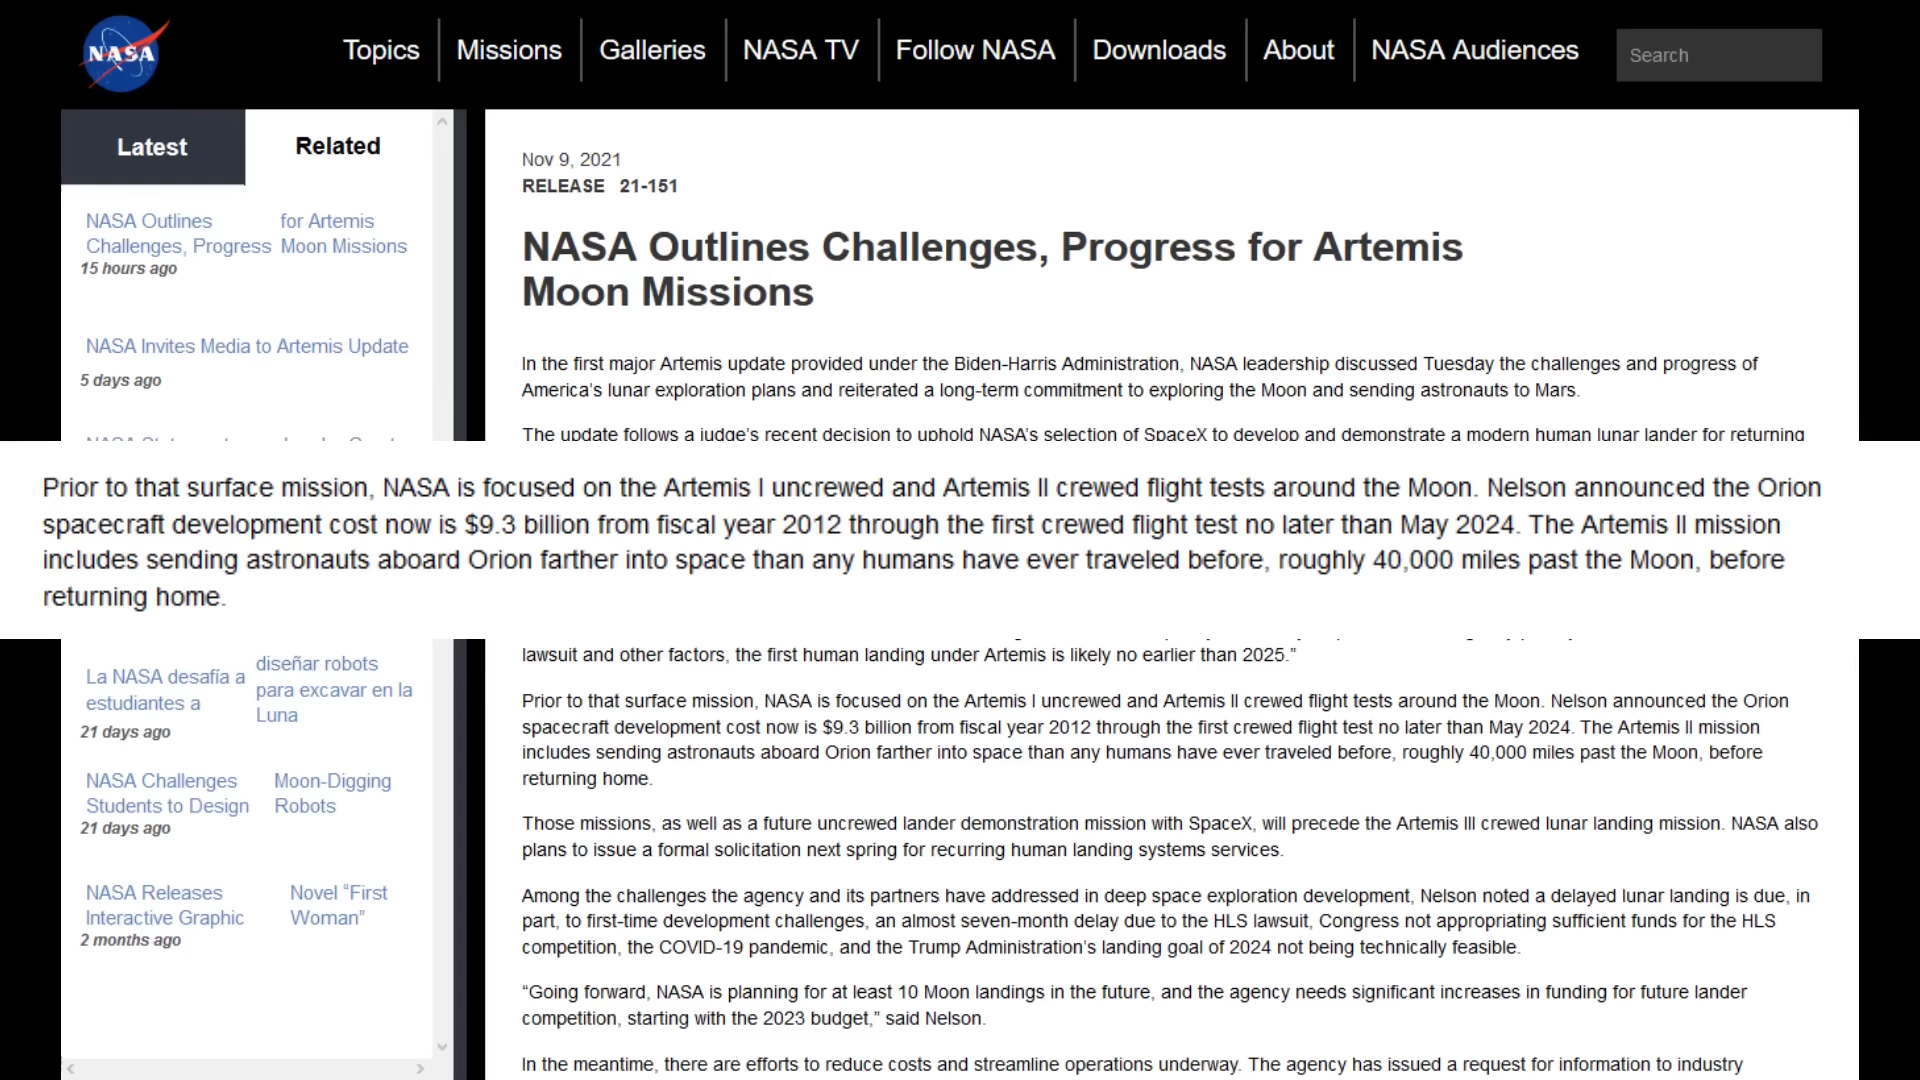 NASA
Topics
Missions
Galleries
NASA TV
Follow NASA
Downloads
About
NASA Audiences
Search
Latest
Related
NASA Outlines
Challenges, Progress
for Artemis
Moon Missions
15 hours ago
NASA Invites Media to Artemis Update
5 days ago
Nov 9, 2021
RELEASE 21-151
NASA Outlines Challenges, Progress for Artemis
Moon Missions
In the first major Artemis update provided under the Biden-Harris Administration, NASA leadership discussed Tuesday the challenges and progress of
America’s lunar exploration plans and reiterated a long-term commitment to exploring the Moon and sending astronauts to Mars.
The update follows a judge’s recent decision to uphold NASA’s selection of SpaceX to develop and demonstrate a modern human lunar lander for returning
Prior to that surface mission, NASA is focused on the Artemis I uncrewed and Artemis II crewed flight tests around the Moon. Nelson announced the Orion
spacecraft development cost now is $9.3 billion from fiscal year 2012 through the first crewed flight test no later than May 2024. The Artemis II mission
includes sending astronauts aboard Orion farther into space than any humans have ever traveled before, roughly 40,000 miles past the Moon, before
returning home.
La NASA desafía a
estudiantes a
diseñar robots
para excavar en la
Luna
21 days ago
NASA Challenges
Students to Design
Moon-Digging
Robots
21 days ago
NASA Releases
Interactive Graphic
Novel “First
Woman”
2 months ago
lawsuit and other factors, the first human landing under Artemis is likely no earlier than 2025.”
Prior to that surface mission, NASA is focused on the Artemis I uncrewed and Artemis II crewed flight tests around the Moon. Nelson announced the Orion
spacecraft development cost now is $9.3 billion from fiscal year 2012 through the first crewed flight test no later than May 2024. The Artemis II mission
includes sending astronauts aboard Orion farther into space than any humans have ever traveled before, roughly 40,000 miles past the Moon, before
returning home.
Those missions, as well as a future uncrewed lander demonstration mission with SpaceX, will precede the Artemis III crewed lunar landing mission. NASA also
plans to issue a formal solicitation next spring for recurring human landing systems services.
Among the challenges the agency and its partners have addressed in deep space exploration development, Nelson noted a delayed lunar landing is due, in
part, to first-time development challenges, an almost seven-month delay due to the HLS lawsuit, Congress not appropriating sufficient funds for the HLS
competition, the COVID-19 pandemic, and the Trump Administration’s landing goal of 2024 not being technically feasible.
“Going forward, NASA is planning for at least 10 Moon landings in the future, and the agency needs significant increases in funding for future lander
competition, starting with the 2023 budget,” said Nelson.
In the meantime, there are efforts to reduce costs and streamline operations underway. The agency has issued a request for information to industry